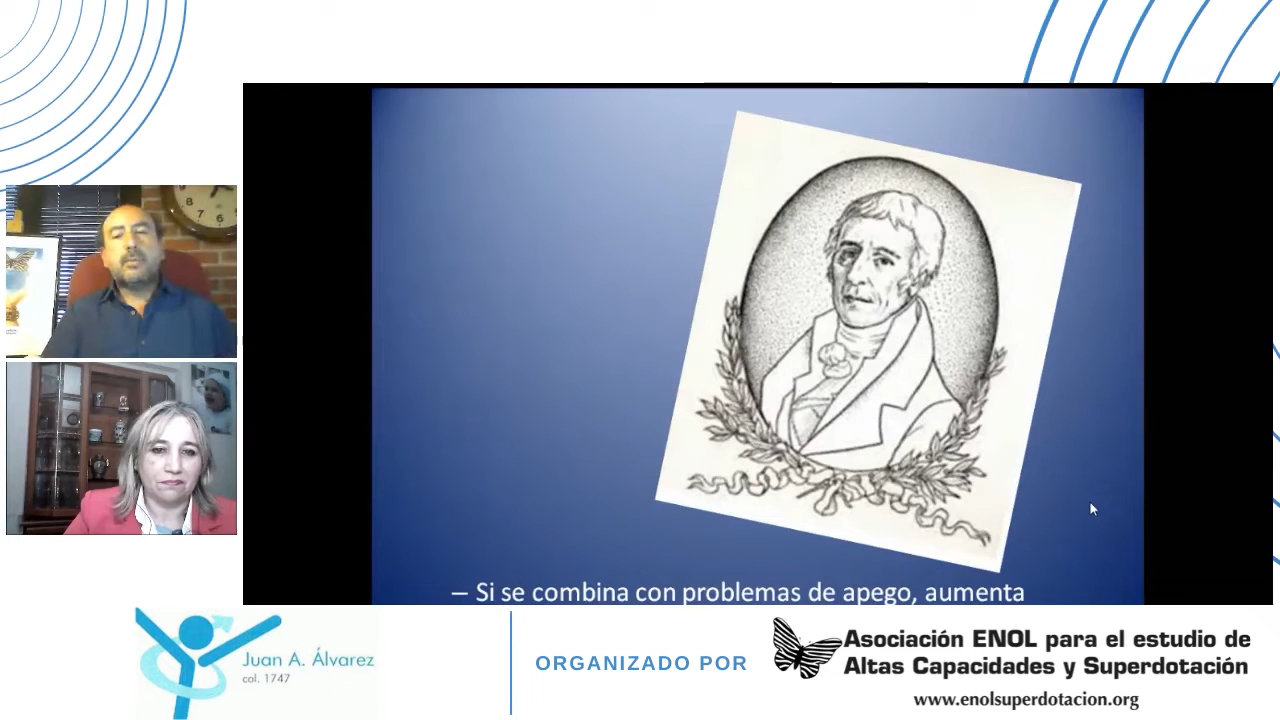 – Si se combina con problemas de apego, aumenta
Juan A. Álvarez
col. 1747
ORGANIZADO POR
Asociación ENOL para el estudio de
Altas Capacidades y Superdotación
www.enolsuperdotacion.org